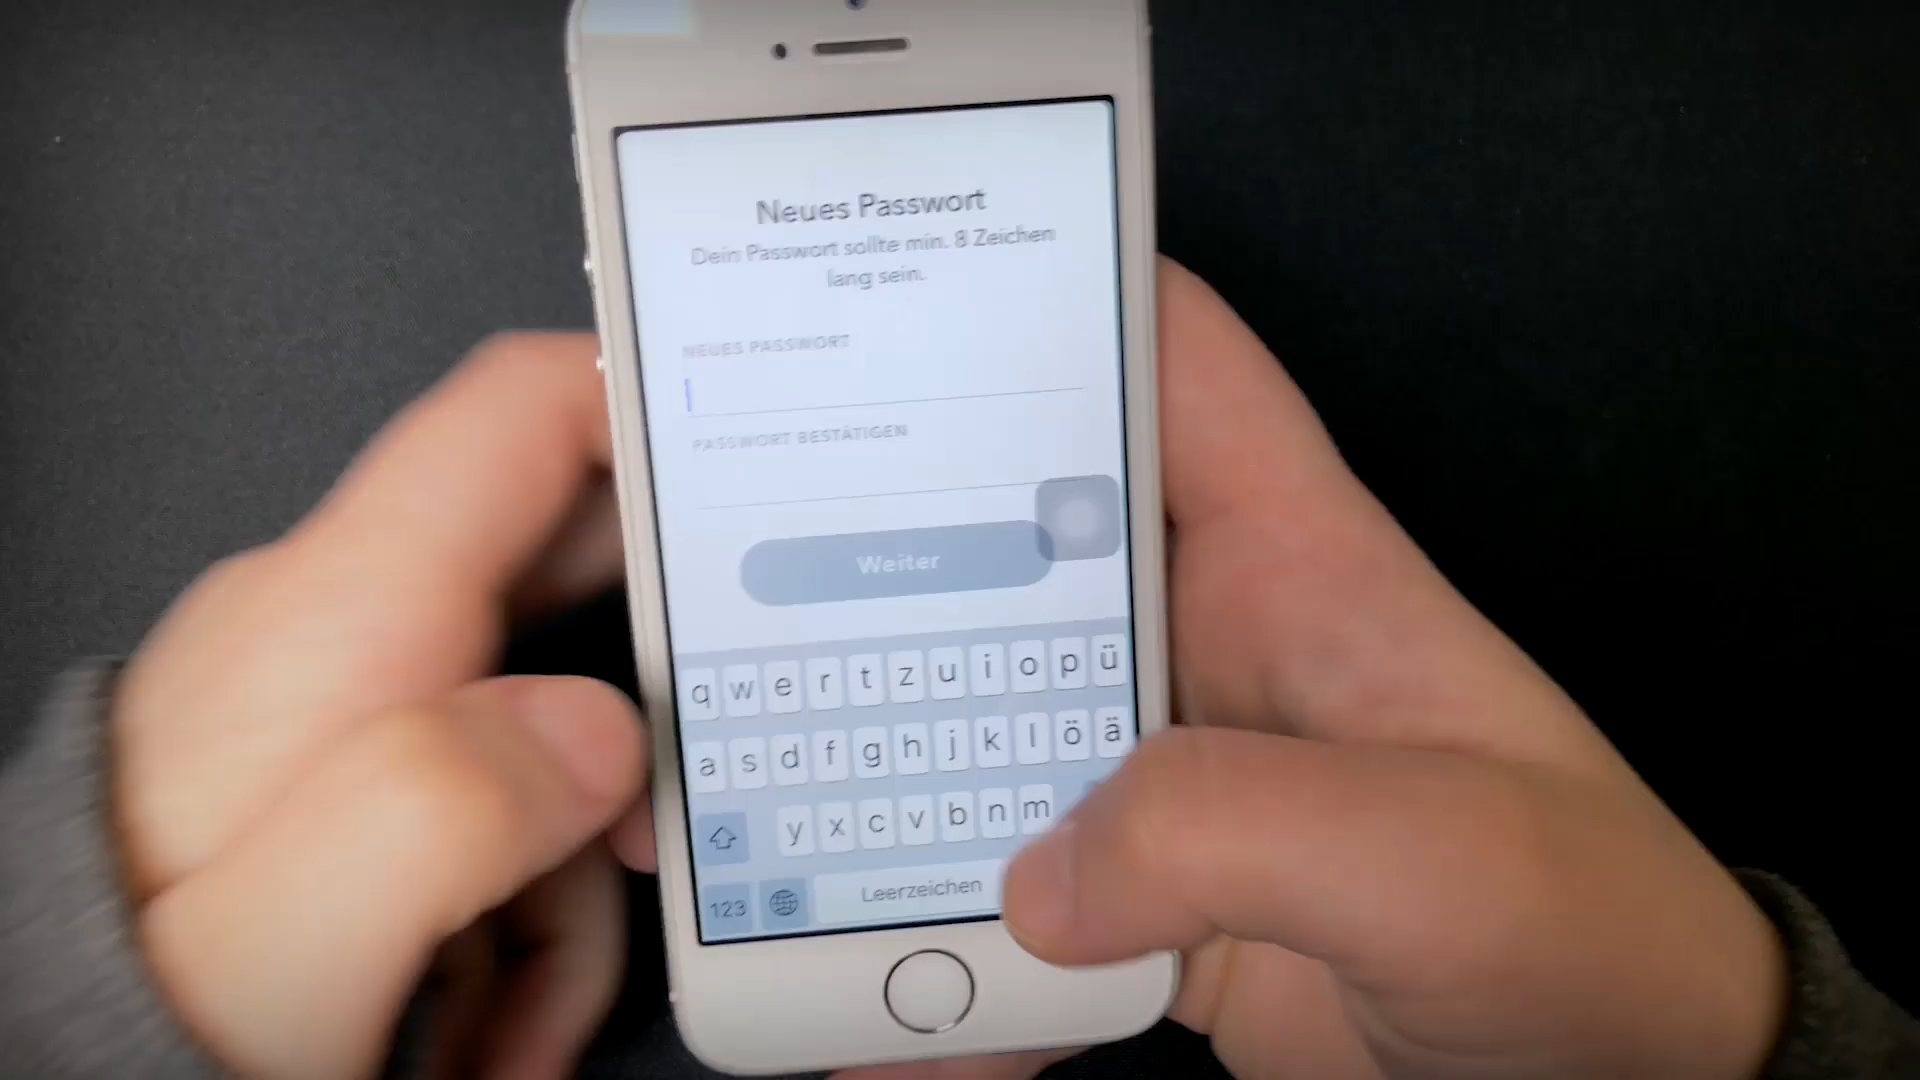 Neues Passwort
Dein Passwort sollte min. 8 Zeichen
lang sein.
NEUES PASSWORT
PASSWORT BESTÄTIGEN
Weiter
q w e r t z u i o p ü
a s d f g h j k l ö ä
y x c v b n m
123 Leerzeichen